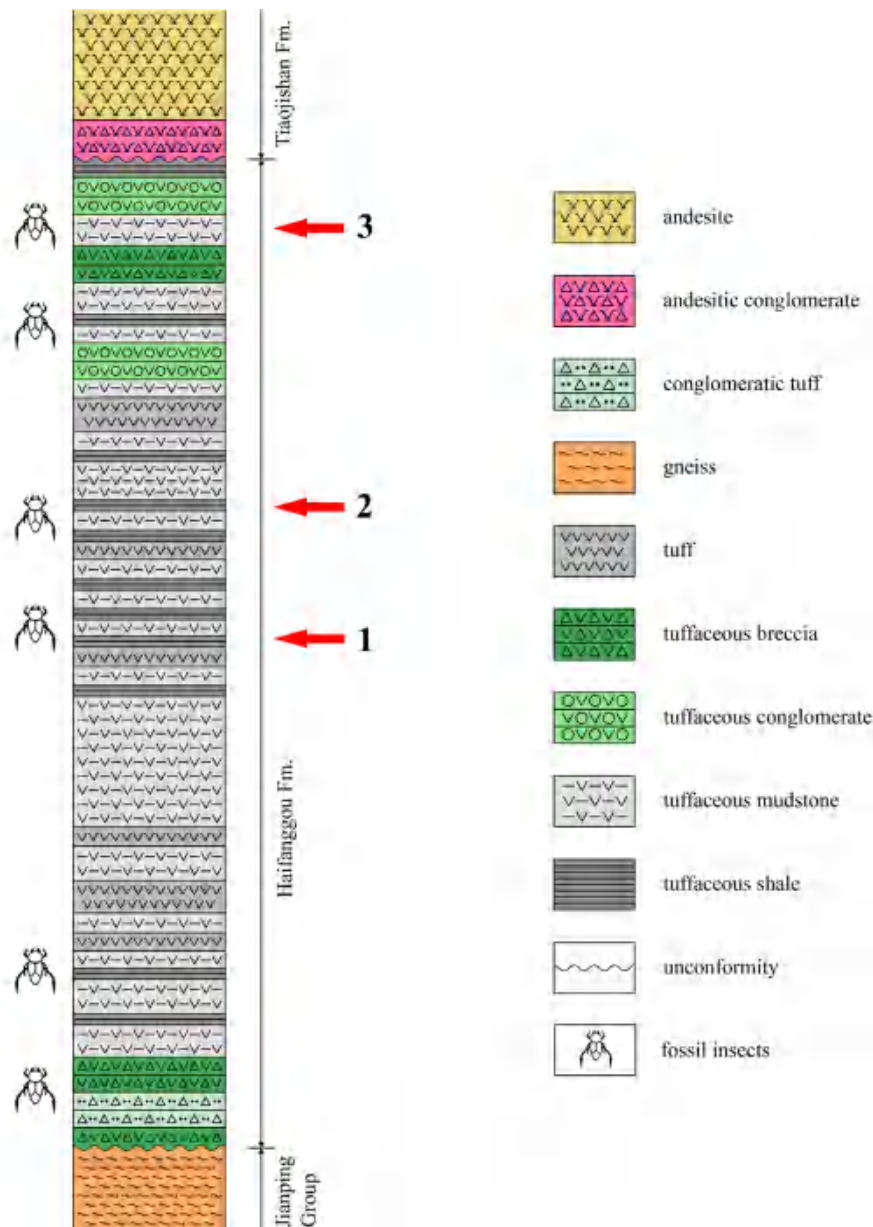 Tiaojishan Fm.
3
2
1
Haifanggou Fm.
Jianping
Group
andesite
andesitic conglomerate
conglomeratic tuff
gneiss
tuff
tuffaceous breccia
tuffaceous conglomerate
tuffaceous mudstone
tuffaceous shale
unconformity
fossil insects